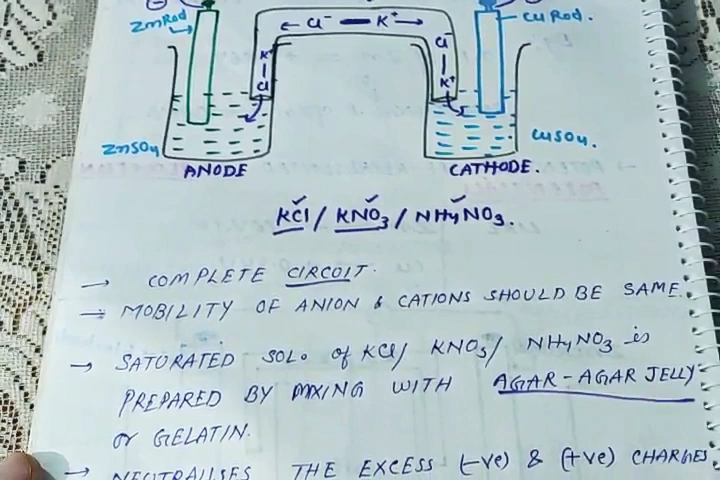 Zn Rod
← Cl⁻ — K⁺ →
Cu Rod.
K⁺
Cl
Cl
K⁺
ZnSO₄
CuSO₄.
ANODE
CATHODE.
KCl / KNO₃ / NH₄NO₃.
→ COMPLETE CIRCUIT.
→ MOBILITY OF ANION & CATIONS SHOULD BE SAME.
→ SATURATED SOLⁿ of KCl/ KNO₃/ NH₄NO₃ is
PREPARED BY MIXING WITH AGAR-AGAR JELLY
or GELATIN.
→ NEUTRALISES THE EXCESS (-ve) & (+ve) CHARGES